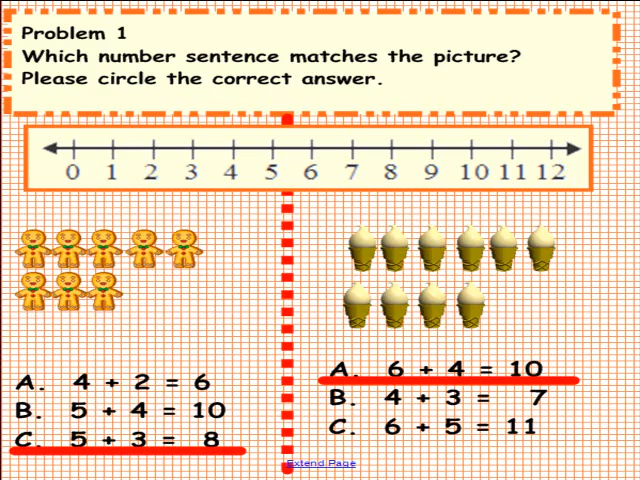 Problem 1
Which number sentence matches the picture?
Please circle the correct answer.
0 1 2 3 4 5 6 7 8 9 10 11 12
A. 4 + 2 = 6
B. 5 + 4 = 10
C. 5 + 3 = 8
A. 6 + 4 = 10
B. 4 + 3 = 7
C. 6 + 5 = 11
Extend Page